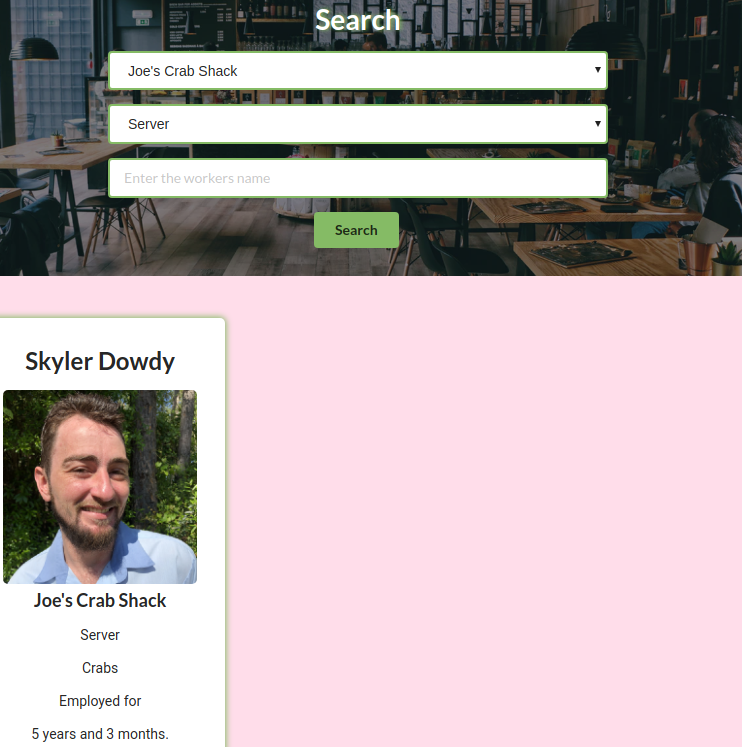 Search
Joe's Crab Shack
Server
Enter the workers name
Search
Skyler Dowdy
Joe's Crab Shack
Server
Crabs
Employed for
5 years and 3 months.